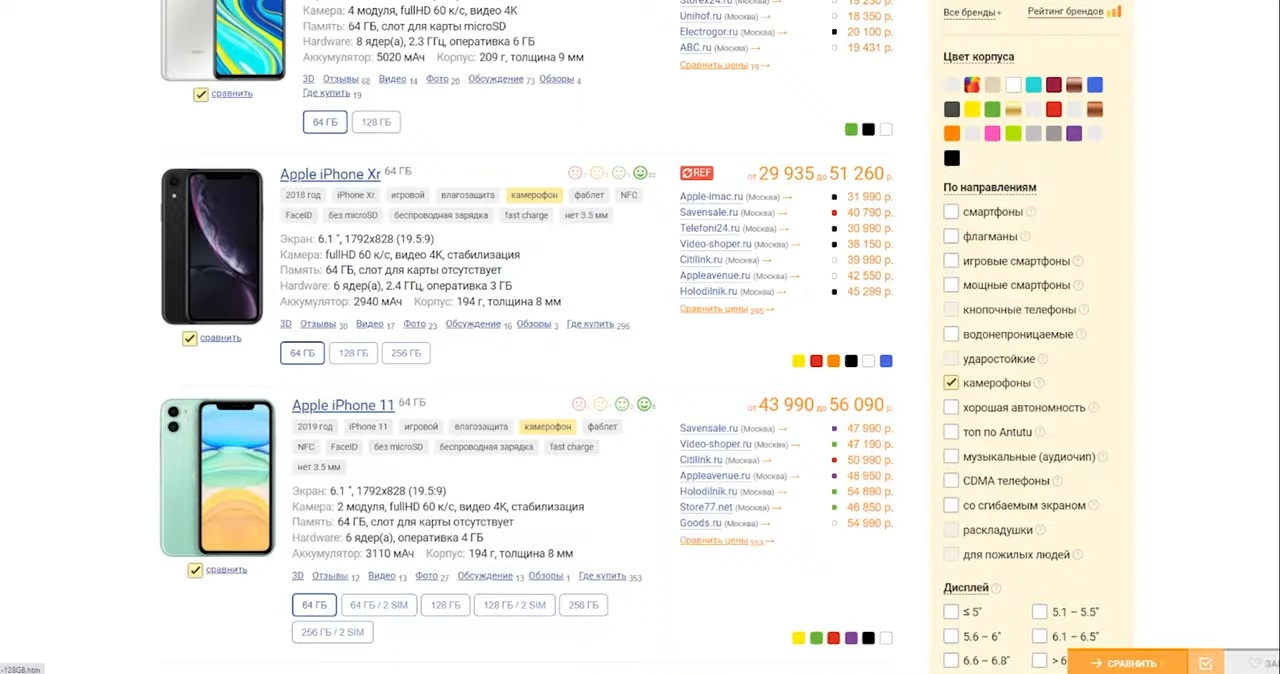 Камера: 4 модуля, fullHD 60 к/с, видео 4K
Память: 64 ГБ, слот для карты microSD
Hardware: 8 ядер(а), 2.3 ГГц, оперативка 6 ГБ
Аккумулятор: 5020 мАч Корпус: 209 г, толщина 9 мм
3D Отзывы 68 Видео 14 Фото 20 Обсуждение 73 Обзоры 4
Где купить 19
сравнить
64 ГБ 128 ГБ
Storez24.ru (Москва) → 19 230 р.
Unihof.ru (Москва) → 18 350 р.
Electrogor.ru (Москва) → 20 100 р.
ABC.ru (Москва) → 19 431 р.
Сравнить цены 19 →
Apple iPhone Xr 64 ГБ
2018 год iPhone Xr игровой влагозащита камерофон фаблет NFC
FaceID без microSD беспроводная зарядка fast charge нет 3.5 мм
Экран: 6.1 ", 1792x828 (19.5:9)
Камера: fullHD 60 к/с, видео 4K, стабилизация
Память: 64 ГБ, слот для карты отсутствует
Hardware: 6 ядер(а), 2.4 ГГц, оперативка 3 ГБ
Аккумулятор: 2940 мАч Корпус: 194 г, толщина 8 мм
3D Отзывы 30 Видео 17 Фото 23 Обсуждение 16 Обзоры 3 Где купить 295
сравнить
64 ГБ 128 ГБ 256 ГБ
REF от 29 935 до 51 260 р.
Apple-imac.ru (Москва) → 31 990 р.
Savensale.ru (Москва) → 40 790 р.
Telefoni24.ru (Москва) → 30 990 р.
Video-shoper.ru (Москва) → 38 150 р.
Citilink.ru (Москва) → 39 990 р.
Appleavenue.ru (Москва) → 42 550 р.
Holodilnik.ru (Москва) → 45 299 р.
Сравнить цены 295 →
Apple iPhone 11 64 ГБ
2019 год iPhone 11 игровой влагозащита камерофон фаблет
NFC FaceID без microSD беспроводная зарядка fast charge
нет 3.5 мм
Экран: 6.1 ", 1792x828 (19.5:9)
Камера: 2 модуля, fullHD 60 к/с, видео 4K, стабилизация
Память: 64 ГБ, слот для карты отсутствует
Hardware: 6 ядер(а), оперативка 4 ГБ
Аккумулятор: 3110 мАч Корпус: 194 г, толщина 8 мм
3D Отзывы 12 Видео 13 Фото 27 Обсуждение 13 Обзоры 1 Где купить 353
сравнить
64 ГБ 64 ГБ / 2 SIM 128 ГБ 128 ГБ / 2 SIM 256 ГБ
256 ГБ / 2 SIM
от 43 990 до 56 090 р.
Savensale.ru (Москва) → 47 990 р.
Video-shoper.ru (Москва) → 47 190 р.
Citilink.ru (Москва) → 50 990 р.
Appleavenue.ru (Москва) → 48 950 р.
Holodilnik.ru (Москва) → 54 890 р.
Store77.net (Москва) → 46 850 р.
Goods.ru (Москва) → 54 990 р.
Сравнить цены 353 →
Все бренды+ Рейтинг брендов
Цвет корпуса
По направлениям
смартфоны
флагманы
игровые смартфоны
мощные смартфоны
кнопочные телефоны
водонепроницаемые
ударостойкие
камерофоны
хорошая автономность
топ по Antutu
музыкальные (аудиочип)
CDMA телефоны
со сгибаемым экраном
раскладушки
для пожилых людей
Дисплей
≤ 5" 5.1 – 5.5"
5.6 – 6" 6.1 – 6.5"
6.6 – 6.8" > 6
→ СРАВНИТЬ ЗА
-128GB.htm